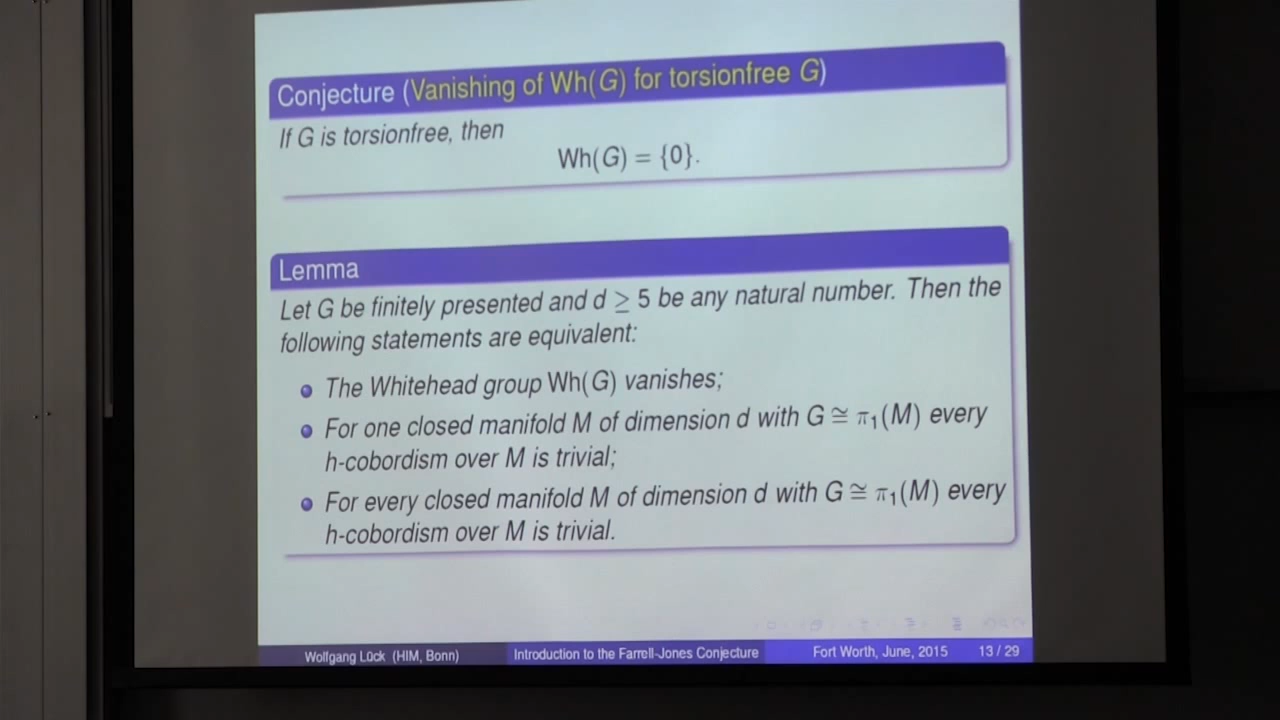 Conjecture (Vanishing of Wh(G) for torsionfree G)
If G is torsionfree, then
Wh(G) = {0}.
Lemma
Let G be finitely presented and d ≥ 5 be any natural number. Then the
following statements are equivalent:
The Whitehead group Wh(G) vanishes;
For one closed manifold M of dimension d with G ≅ π₁(M) every
h-cobordism over M is trivial;
For every closed manifold M of dimension d with G ≅ π₁(M) every
h-cobordism over M is trivial.
Wolfgang Lück (HIM, Bonn) Introduction to the Farrell-Jones Conjecture Fort Worth, June, 2015 13 / 29